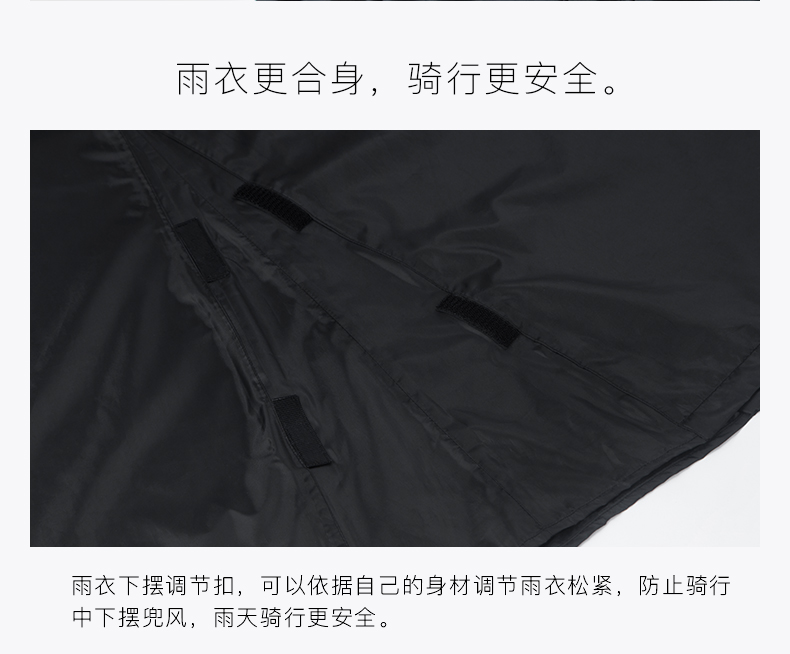 雨衣更合身，骑行更安全。
雨衣下摆调节扣，可以依据自己的身材调节雨衣松紧，防止骑行
中下摆兜风，雨天骑行更安全。